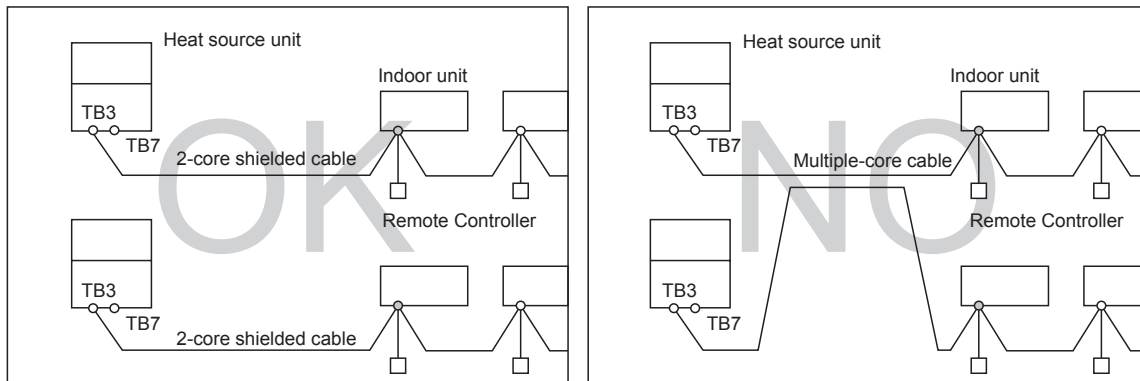 OK
Heat source unit
Indoor unit
TB3
TB7
2-core shielded cable
Remote Controller
TB3
TB7
2-core shielded cable
NO
Heat source unit
Indoor unit
TB3
TB7
Multiple-core cable
Remote Controller
TB3
TB7